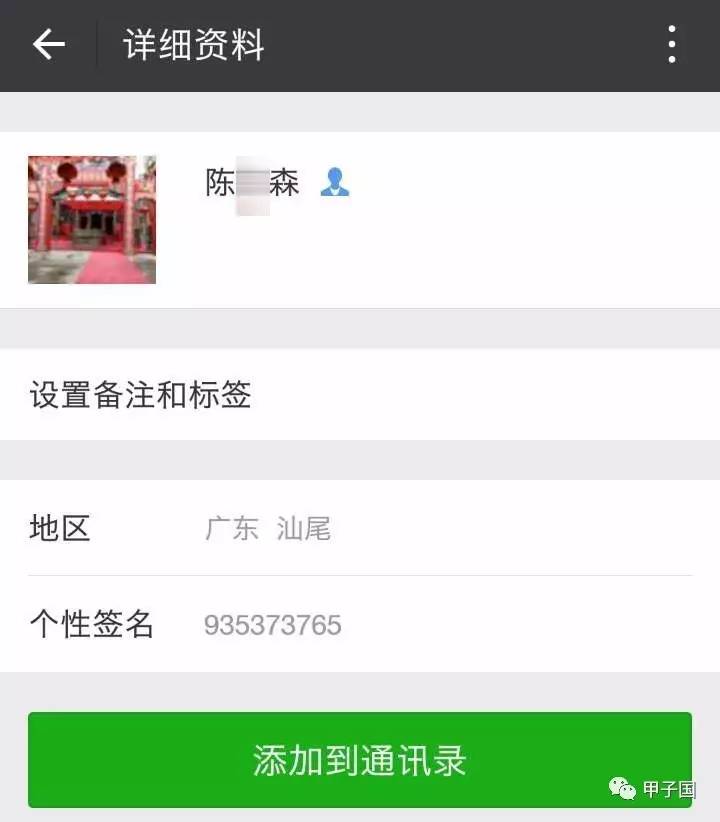 详细资料
陈 森
设置备注和标签
地区 广东 汕尾
个性签名 935373765
添加到通讯录
甲子国